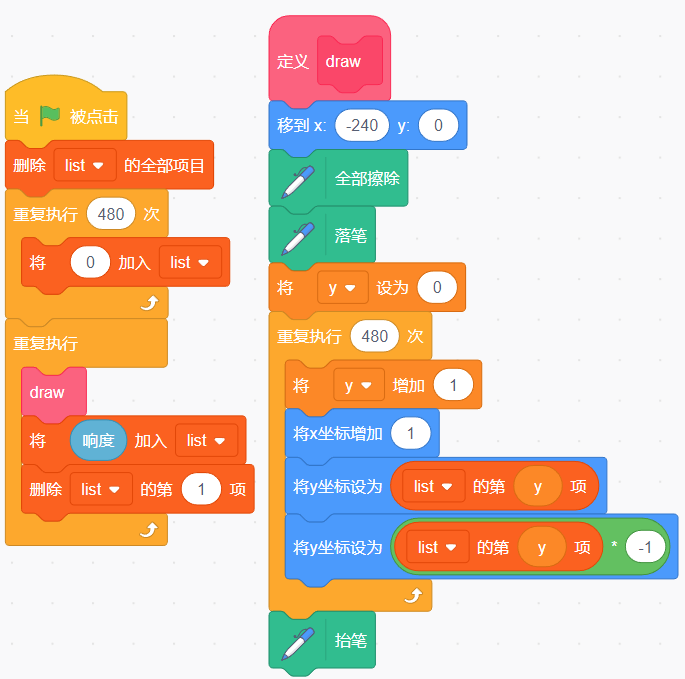 当 被点击
删除 list 的全部项目
重复执行 480 次
将 0 加入 list
重复执行
draw
将 响度 加入 list
删除 list 的第 1 项
定义 draw
移到 x: -240 y: 0
全部擦除
落笔
将 y 设为 0
重复执行 480 次
将 y 增加 1
将x坐标增加 1
将y坐标设为 list 的第 y 项
将y坐标设为 list 的第 y 项 * -1
抬笔